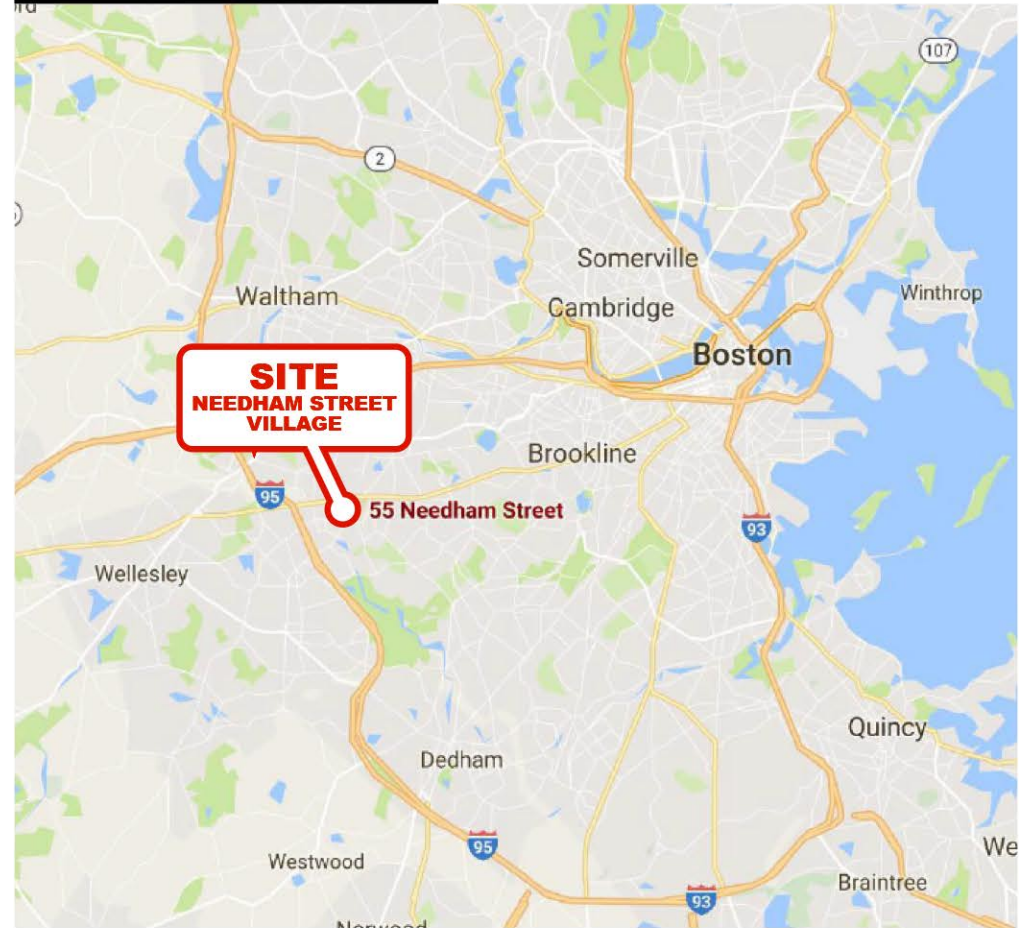 107
2
Somerville
Waltham
Winthrop
Cambridge
Boston
SITE
NEEDHAM STREET
VILLAGE
Brookline
95
55 Needham Street
93
Wellesley
Quincy
Dedham
95
We
Westwood
Braintree
93
Norwood